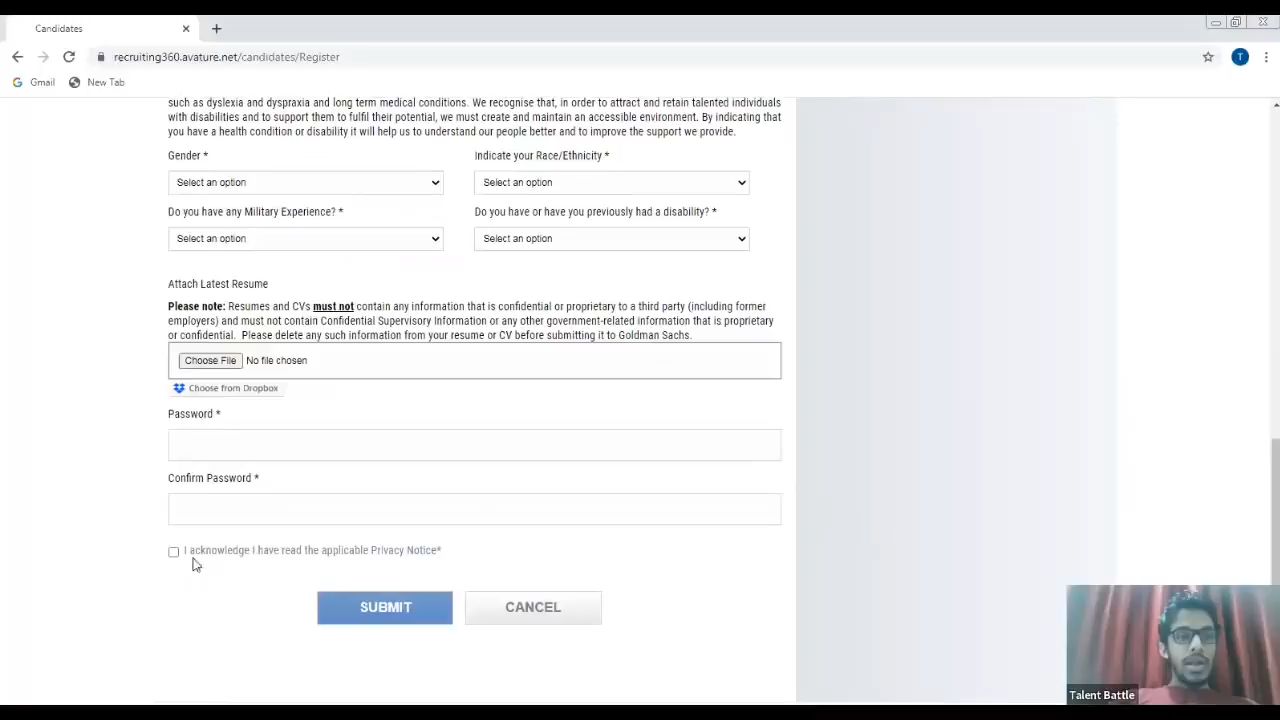 Candidates
recruiting360.avature.net/candidates/Register
T
Gmail
New Tab
such as dyslexia and dyspraxia and long term medical conditions. We recognise that, in order to attract and retain talented individuals
with disabilities and to support them to fulfil their potential, we must create and maintain an accessible environment. By indicating that
you have a health condition or disability it will help us to understand our people better and to improve the support we provide.
Gender *
Indicate your Race/Ethnicity *
Select an option
Select an option
Do you have any Military Experience? *
Do you have or have you previously had a disability? *
Select an option
Select an option
Attach Latest Resume
Please note: Resumes and CVs must not contain any information that is confidential or proprietary to a third party (including former
employers) and must not contain Confidential Supervisory Information or any other government-related information that is proprietary
or confidential. Please delete any such information from your resume or CV before submitting it to Goldman Sachs.
Choose File No file chosen
Choose from Dropbox
Password *
Confirm Password *
I acknowledge I have read the applicable Privacy Notice*
SUBMIT
CANCEL
Talent Battle